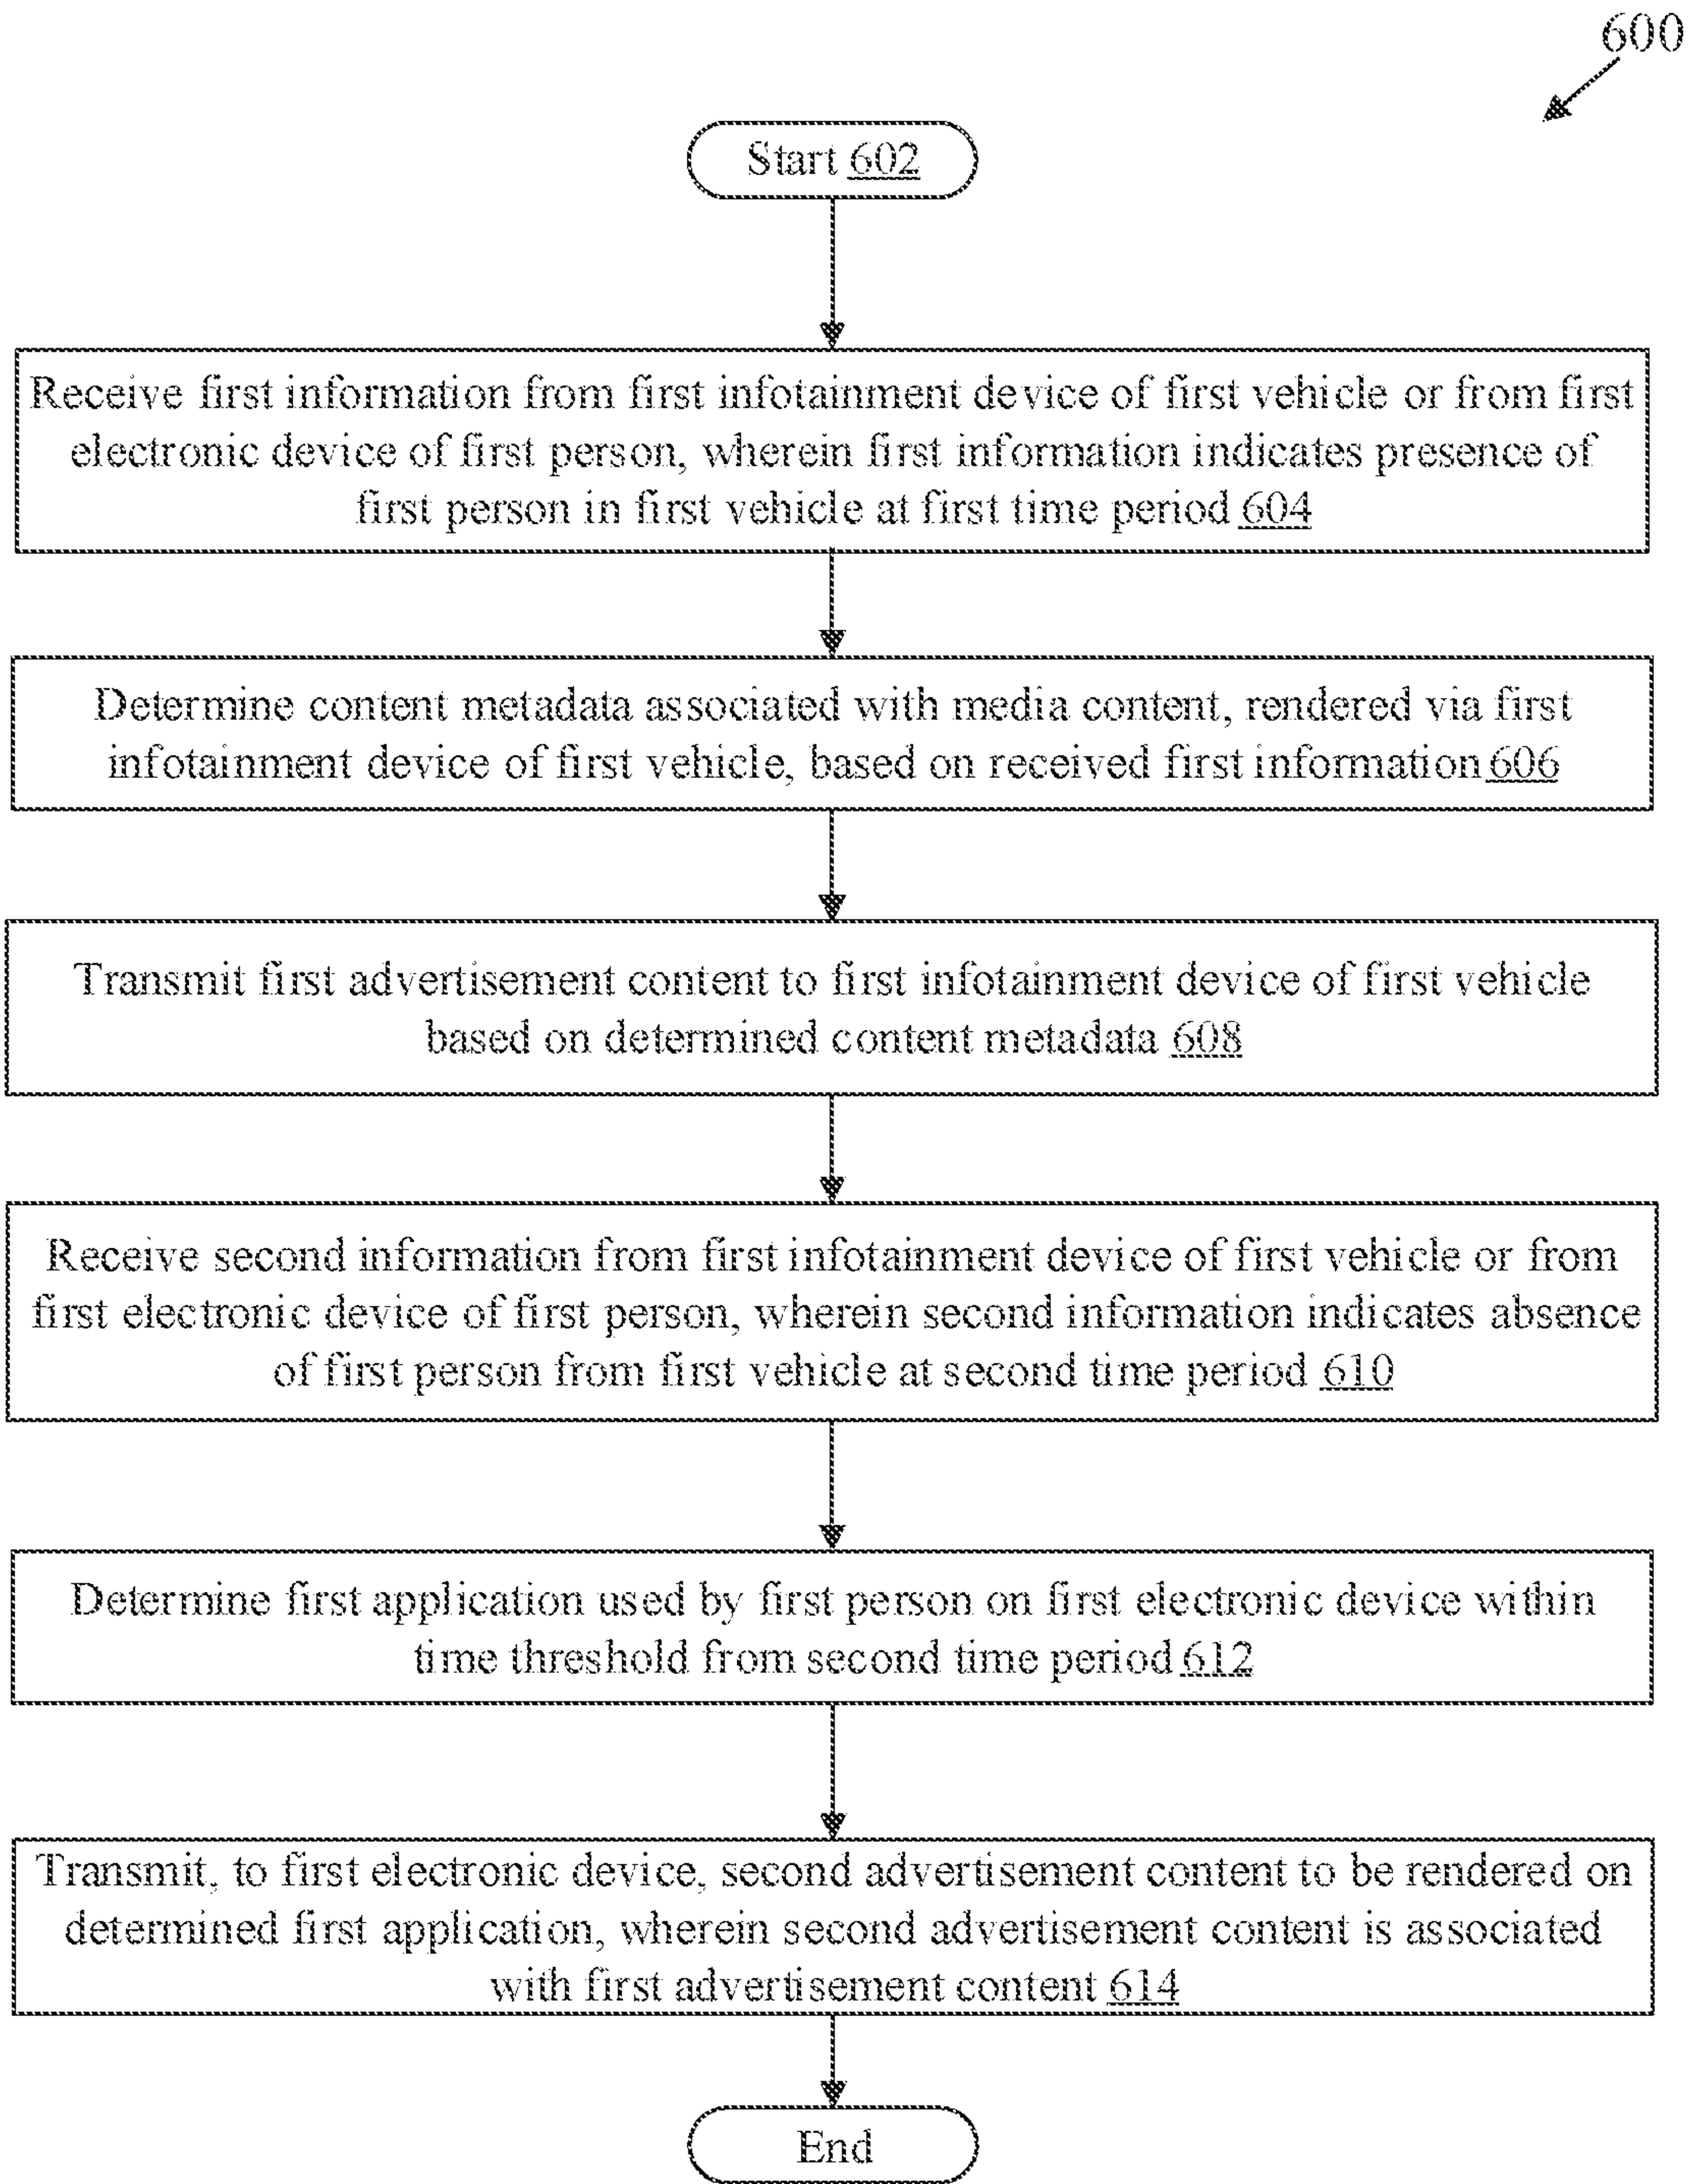 600
Start 602
Receive first information from first infotainment device of first vehicle or from first
electronic device of first person, wherein first information indicates presence of
first person in first vehicle at first time period 604
Determine content metadata associated with media content, rendered via first
infotainment device of first vehicle, based on received first information 606
Transmit first advertisement content to first infotainment device of first vehicle
based on determined content metadata 608
Receive second information from first infotainment device of first vehicle or from
first electronic device of first person, wherein second information indicates absence
of first person from first vehicle at second time period 610
Determine first application used by first person on first electronic device within
time threshold from second time period 612
Transmit, to first electronic device, second advertisement content to be rendered on
determined first application, wherein second advertisement content is associated
with first advertisement content 614
End